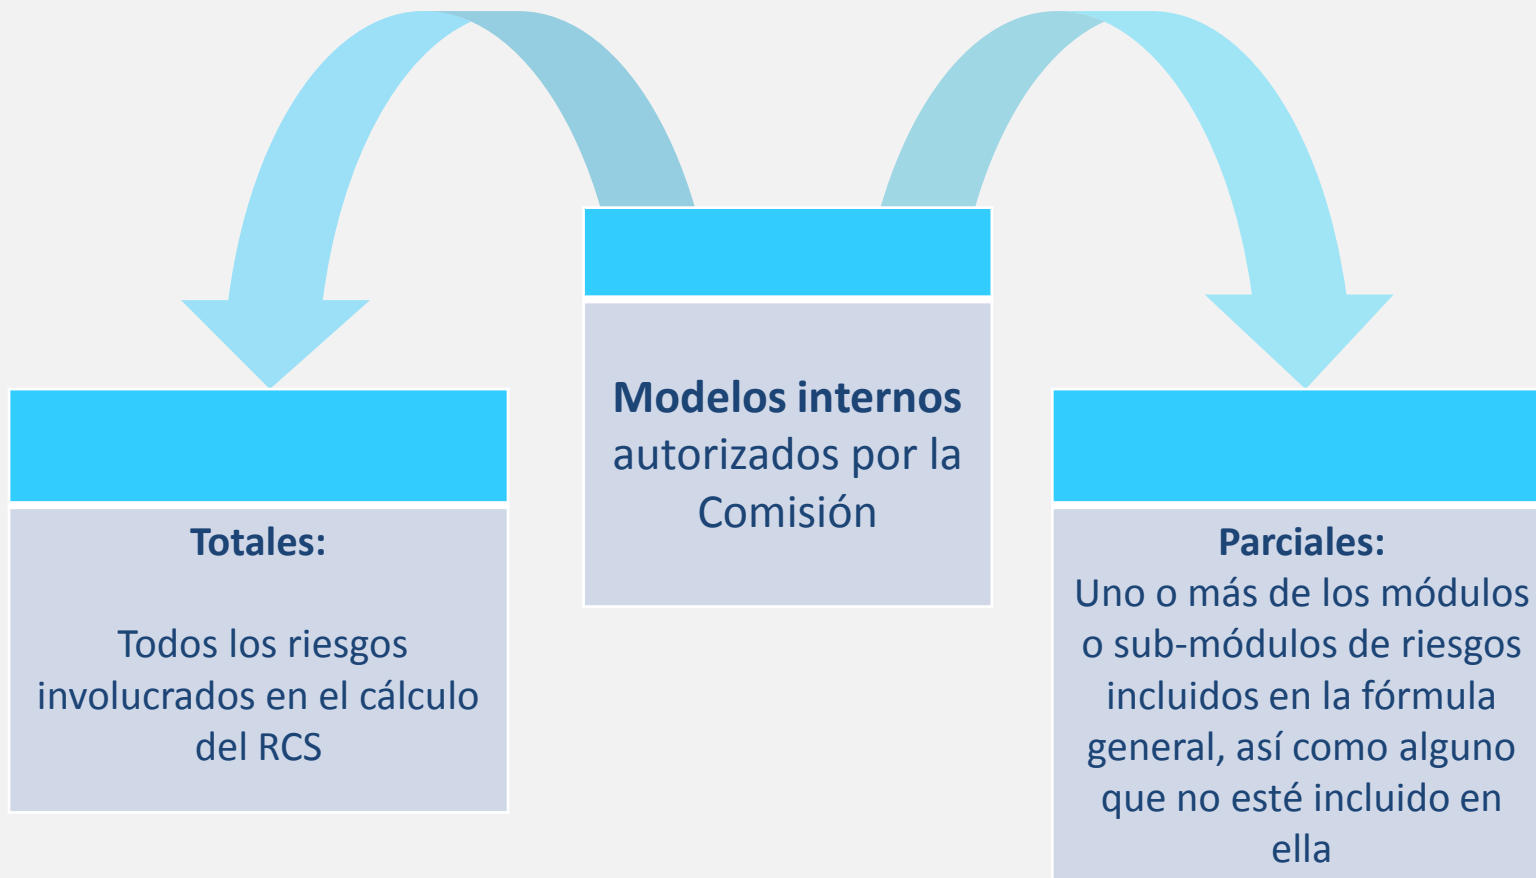 Modelos internos
autorizados por la
Comisión
Totales:
Todos los riesgos
involucrados en el cálculo
del RCS
Parciales:
Uno o más de los módulos
o sub-módulos de riesgos
incluidos en la fórmula
general, así como alguno
que no esté incluido en
ella